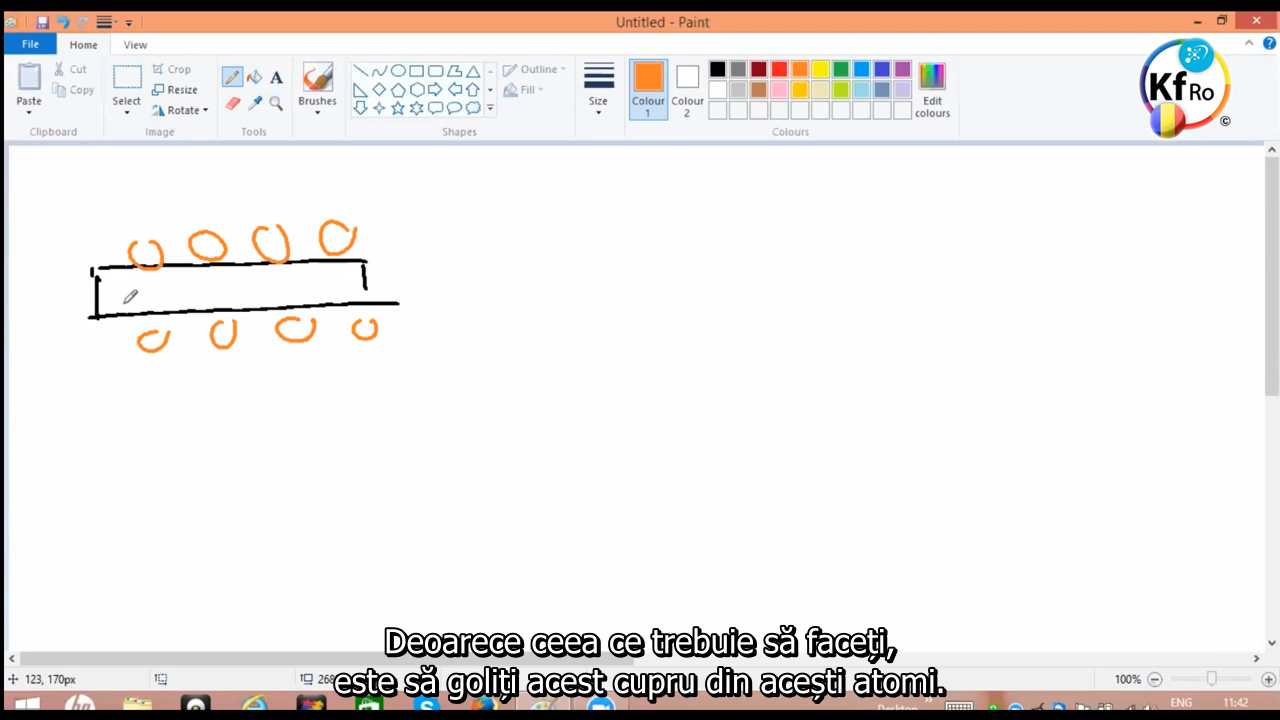 Untitled - Paint
File
Home
View
Paste
Cut
Copy
Clipboard
Select
Crop
Resize
Rotate
Image
A
Tools
Brushes
Shapes
Outline
Fill
Size
Colour 1
Colour 2
Colours
Edit colours
Kf Ro
©
Deoarece ceea ce trebuie să faceți,
este să goliți acest cupru din acești atomi.
123, 170px
268
100%
Desktop
ENG
11:42